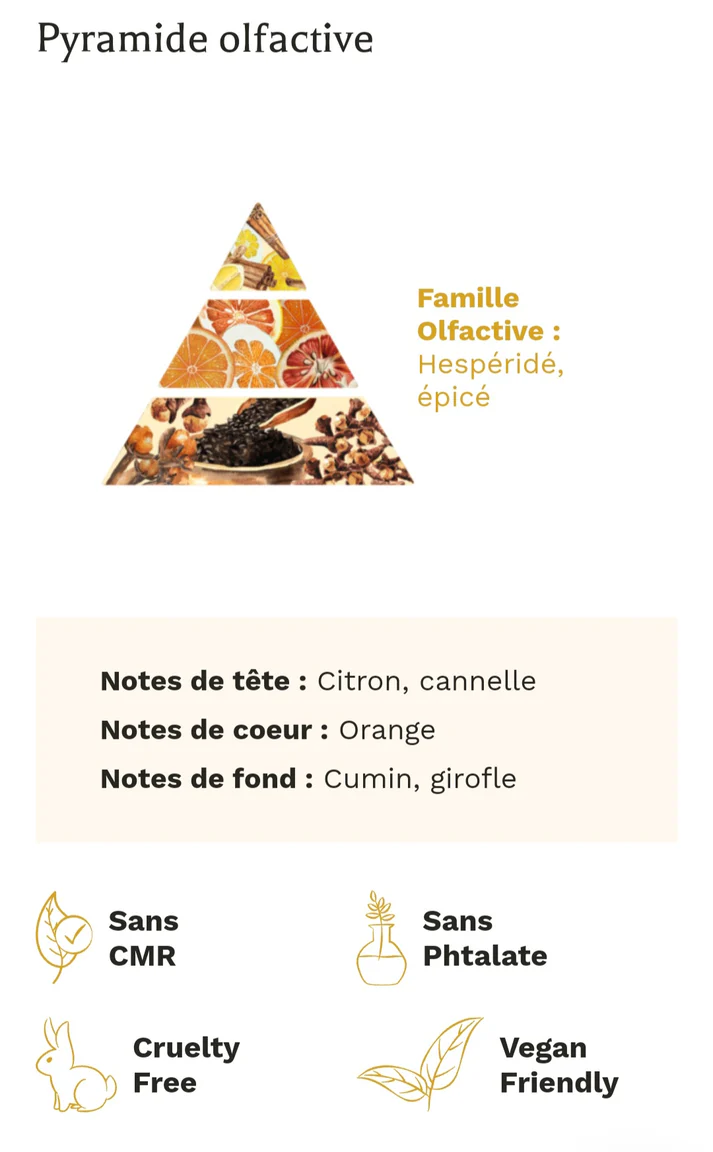 Pyramide olfactive
Famille
Olfactive :
Hespéridé,
épicé
Notes de tête : Citron, cannelle
Notes de coeur : Orange
Notes de fond : Cumin, girofle
Sans
CMR
Sans
Phtalate
Cruelty
Free
Vegan
Friendly